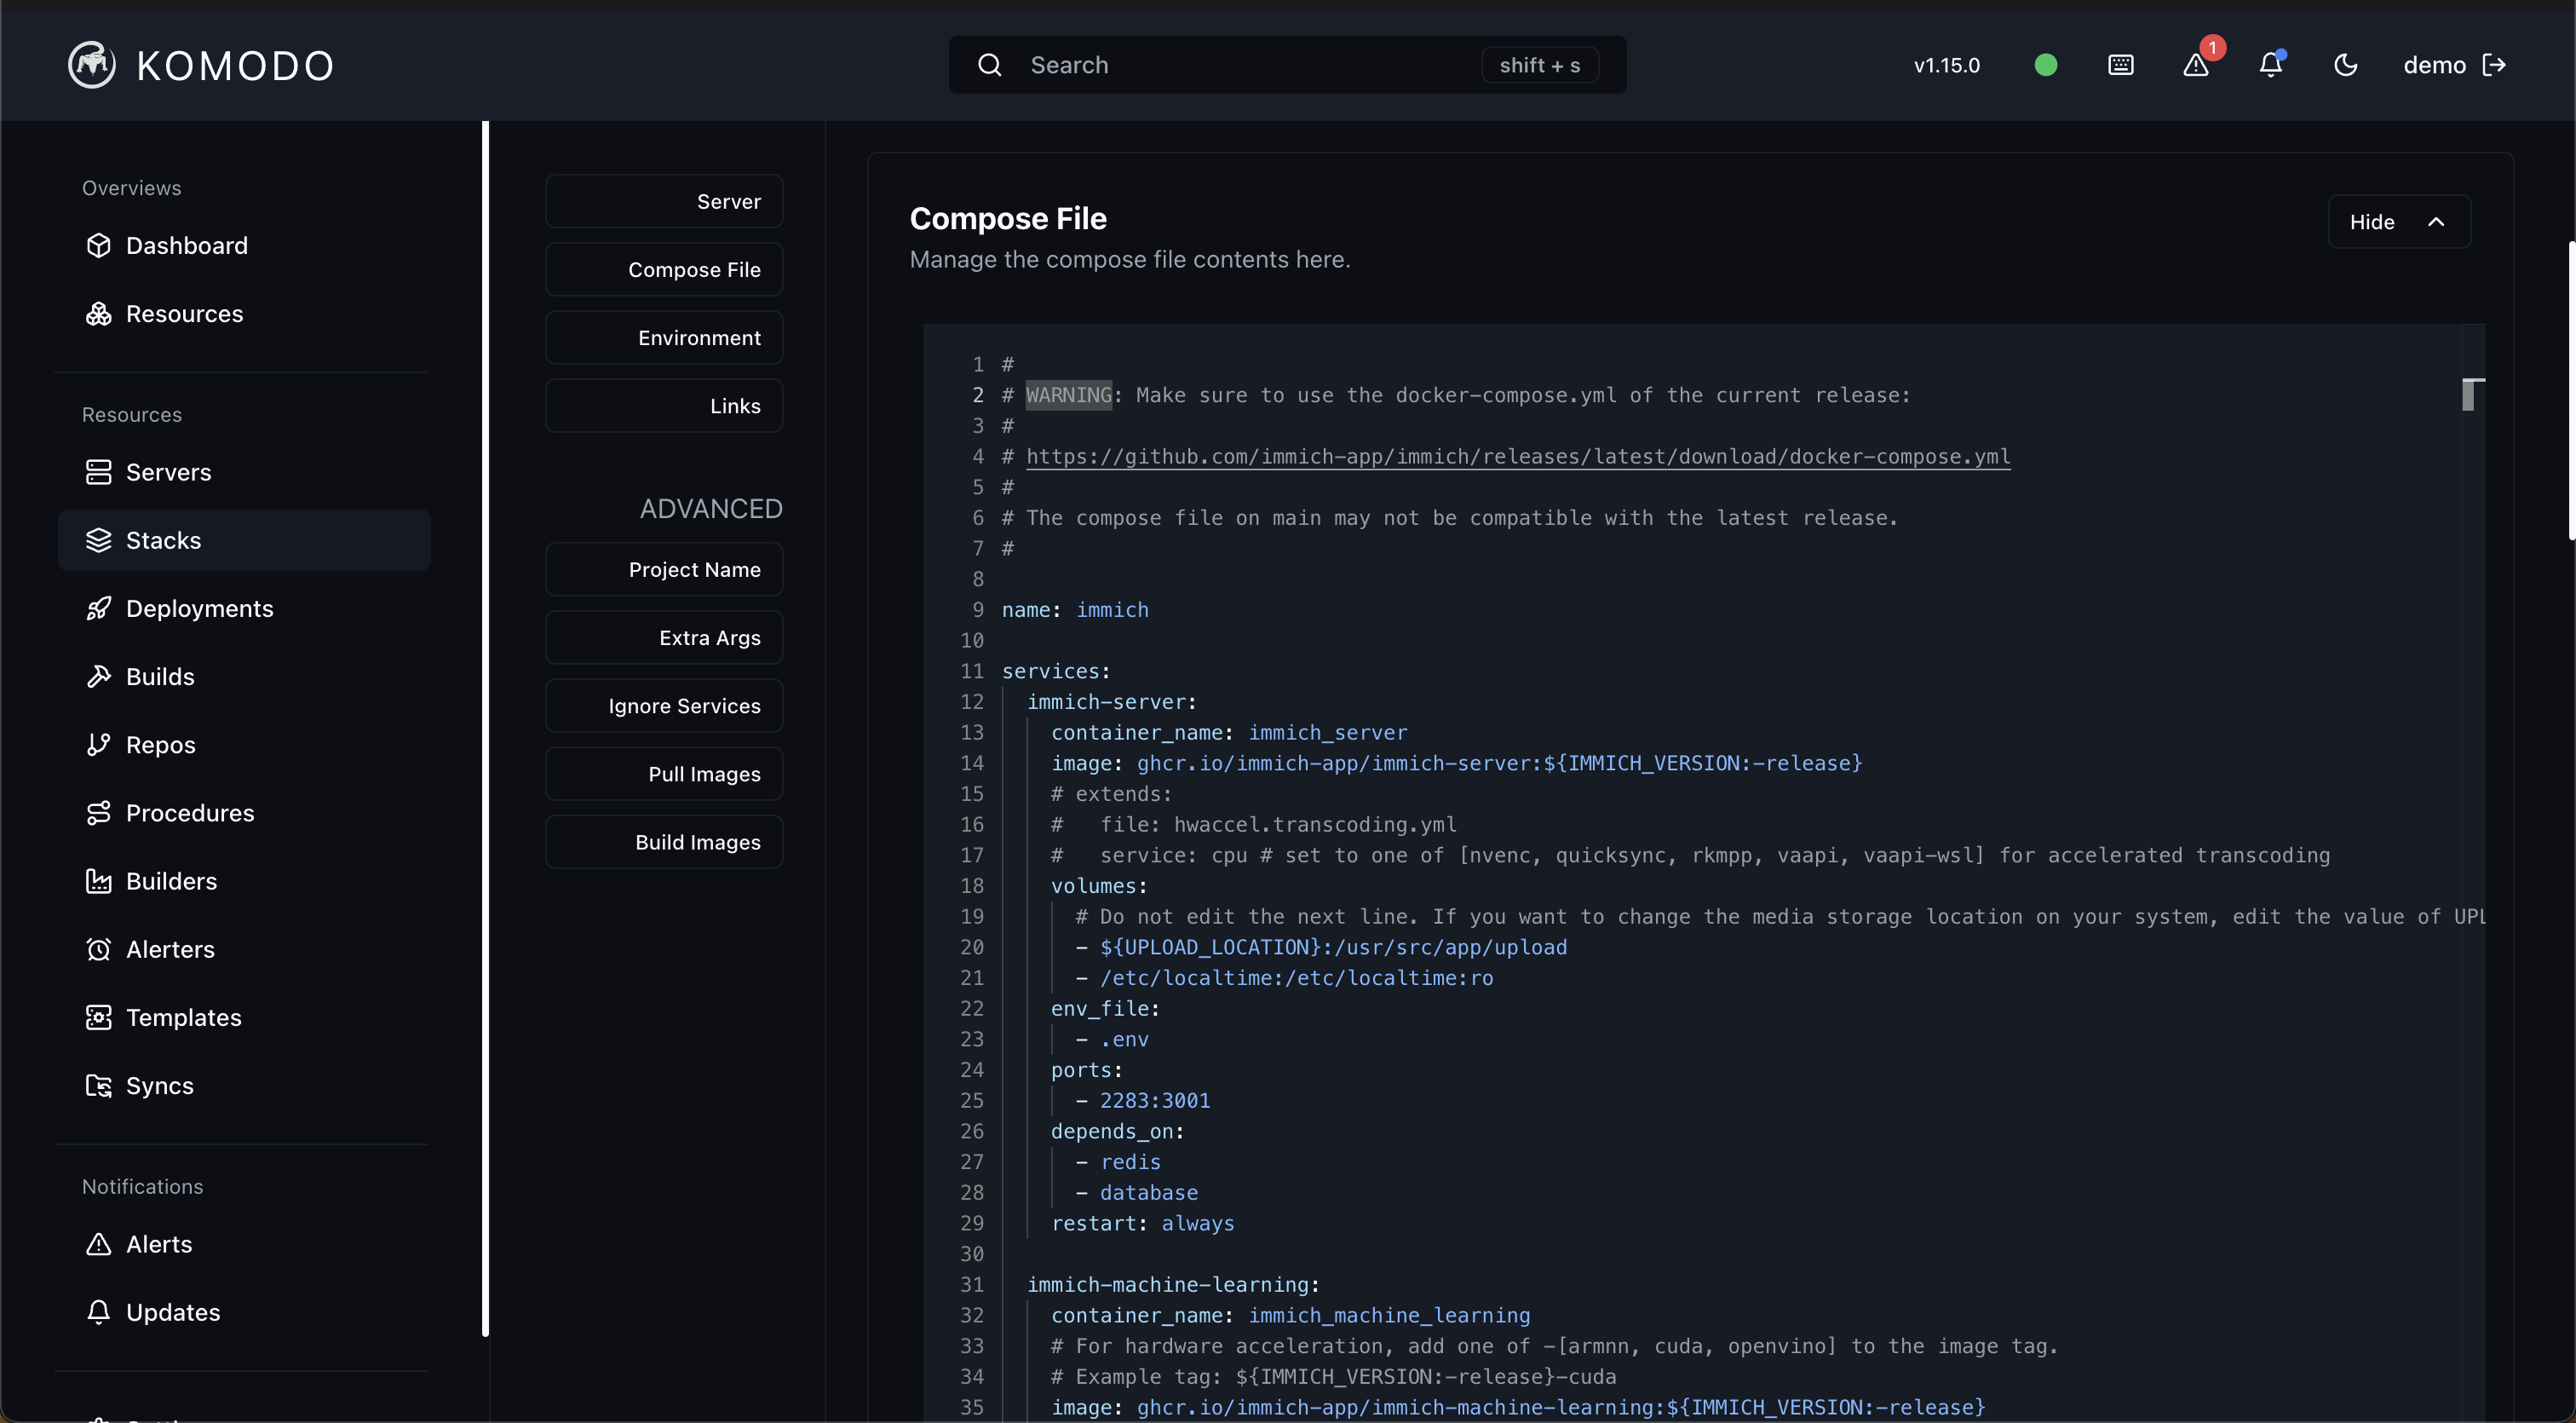 KOMODO
Search
shift + s
v1.15.0
1
demo
Overviews
Dashboard
Resources
Resources
Servers
Stacks
Deployments
Builds
Repos
Procedures
Builders
Alerters
Templates
Syncs
Notifications
Alerts
Updates
Server
Compose File
Environment
Links
ADVANCED
Project Name
Extra Args
Ignore Services
Pull Images
Build Images
Compose File
Manage the compose file contents here.
Hide
1 #
2 # WARNING: Make sure to use the docker-compose.yml of the current release:
3 #
4 # https://github.com/immich-app/immich/releases/latest/download/docker-compose.yml
5 #
6 # The compose file on main may not be compatible with the latest release.
7 #
8
9 name: immich
10
11 services:
12   immich-server:
13     container_name: immich_server
14     image: ghcr.io/immich-app/immich-server:${IMMICH_VERSION:-release}
15     # extends:
16     #   file: hwaccel.transcoding.yml
17     #   service: cpu # set to one of [nvenc, quicksync, rkmpp, vaapi, vaapi-wsl] for accelerated transcoding
18     volumes:
19       # Do not edit the next line. If you want to change the media storage location on your system, edit the value of UPL
20       - ${UPLOAD_LOCATION}:/usr/src/app/upload
21       - /etc/localtime:/etc/localtime:ro
22     env_file:
23       - .env
24     ports:
25       - 2283:3001
26     depends_on:
27       - redis
28       - database
29     restart: always
30
31   immich-machine-learning:
32     container_name: immich_machine_learning
33     # For hardware acceleration, add one of -[armnn, cuda, openvino] to the image tag.
34     # Example tag: ${IMMICH_VERSION:-release}-cuda
35     image: ghcr.io/immich-app/immich-machine-learning:${IMMICH_VERSION:-release}